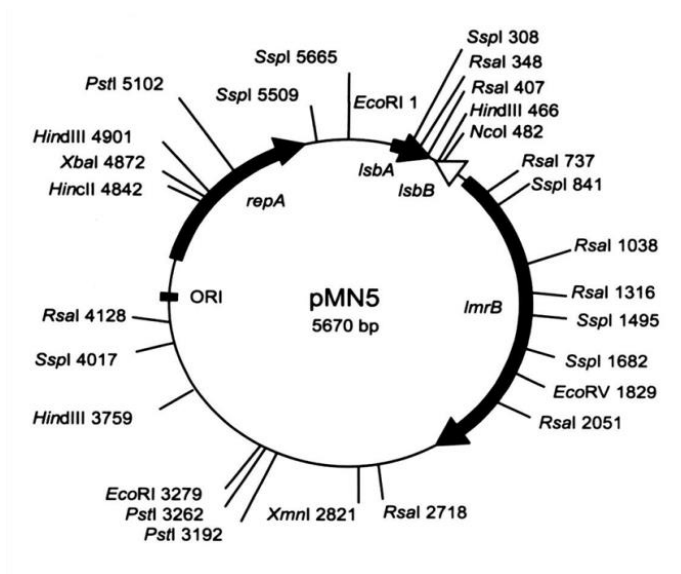 SspI 308
SspI 5665
RsaI 348
PstI 5102
RsaI 407
SspI 5509
EcoRI 1
HindIII 466
NcoI 482
HindIII 4901
RsaI 737
XbaI 4872
lsbA
SspI 841
HincII 4842
lsbB
repA
RsaI 1038
ORI
pMN5
RsaI 1316
lmrB
RsaI 4128
5670 bp
SspI 1495
SspI 4017
SspI 1682
EcoRV 1829
HindIII 3759
RsaI 2051
EcoRI 3279
PstI 3262
XmnI 2821
RsaI 2718
PstI 3192